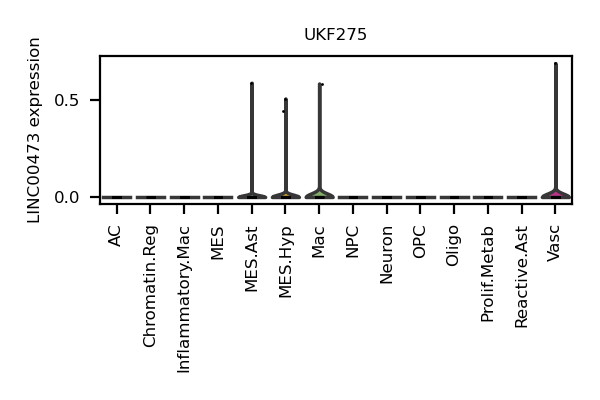 UKF275
LINC00473 expression
0.5
0.0
AC
Chromatin.Reg
Inflammatory.Mac
MES
MES.Ast
MES.Hyp
Mac
NPC
Neuron
OPC
Oligo
Prolif.Metab
Reactive.Ast
Vasc